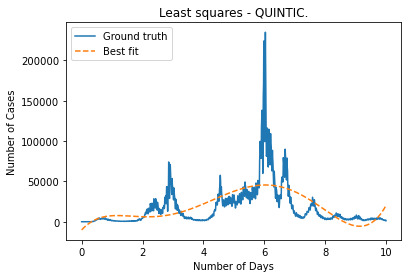 Least squares - QUINTIC.
Ground truth
Best fit
Number of Cases
200000
150000
100000
50000
0
0 2 4 6 8 10
Number of Days